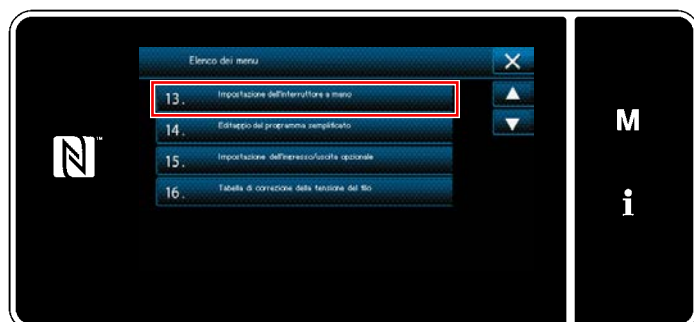 Elenco dei menu
13. Impostazione dell'interruttore a mano
14. Editaggio del programma semplificato
15. Impostazione dell'ingresso/uscita opzionale
16. Tabella di correzione della tensione del filo
N
M
i